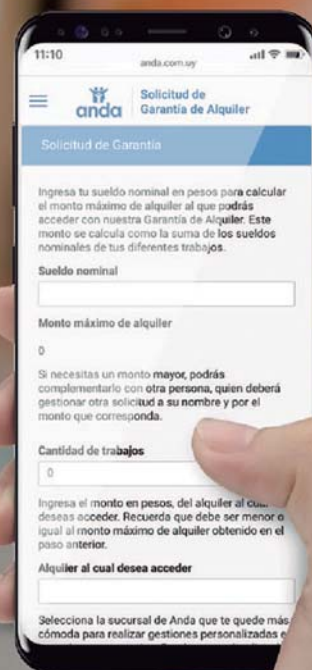 11:10
anda.com.uy
anda
Solicitud de
Garantía de Alquiler
Solicitud de Garantía
Ingresa tu sueldo nominal en pesos para calcular
el monto máximo de alquiler al que podrás
acceder con nuestra Garantía de Alquiler. Este
monto se calcula como la suma de los sueldos
nominales de tus diferentes trabajos.
Sueldo nominal
Monto máximo de alquiler
0
Si necesitas un monto mayor, podrás
complementarlo con otra persona, quien deberá
gestionar otra solicitud a su nombre y por el
monto que corresponda.
Cantidad de trabajos
0
Ingresa el monto en pesos, del alquiler al cual
deseas acceder. Recuerda que debe ser menor o
igual al monto máximo de alquiler obtenido en el
paso anterior.
Alquiler al cual desea acceder
Selecciona la sucursal de Anda que te quede más
cómoda para realizar gestiones personalizadas e